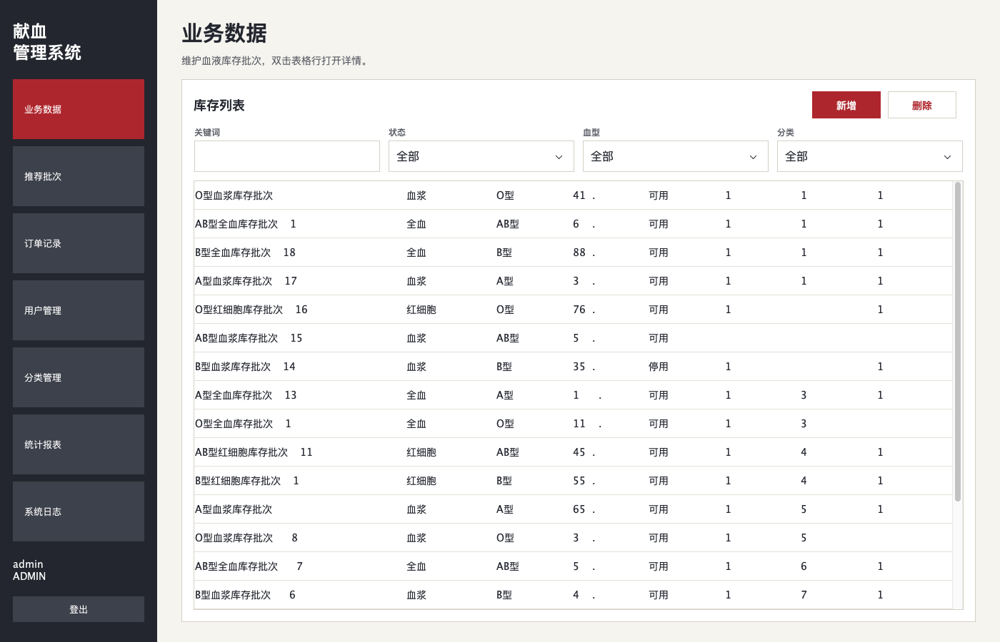 献血
管理系统
业务数据
推荐批次
订单记录
用户管理
分类管理
统计报表
系统日志
admin
ADMIN
登出
业务数据
维护血液库存批次，双击表格行打开详情。
库存列表
新增
删除
关键词 状态 血型 分类
全部 全部 全部
O型血浆库存批次 血浆 O型 41 . 可用 1 1 1
AB型全血库存批次 1 全血 AB型 6 . 可用 1 1 1
B型全血库存批次 18 全血 B型 88 . 可用 1 1 1
A型血浆库存批次 17 血浆 A型 3 . 可用 1 1 1
O型红细胞库存批次 16 红细胞 O型 76 . 可用 1 1
AB型血浆库存批次 15 血浆 AB型 5 . 可用
B型血浆库存批次 14 血浆 B型 35 . 停用 1 1
A型全血库存批次 13 全血 A型 1 . 可用 1 3 1
O型全血库存批次 1 全血 O型 11 . 可用 1 3
AB型红细胞库存批次 11 红细胞 AB型 45 . 可用 1 4 1
B型红细胞库存批次 1 红细胞 B型 55 . 可用 1 4 1
A型血浆库存批次 血浆 A型 65 . 可用 1 5 1
O型血浆库存批次 8 血浆 O型 3 . 可用 1 5
AB型全血库存批次 7 全血 AB型 5 . 可用 1 6 1
B型血浆库存批次 6 血浆 B型 4 . 可用 1 7 1